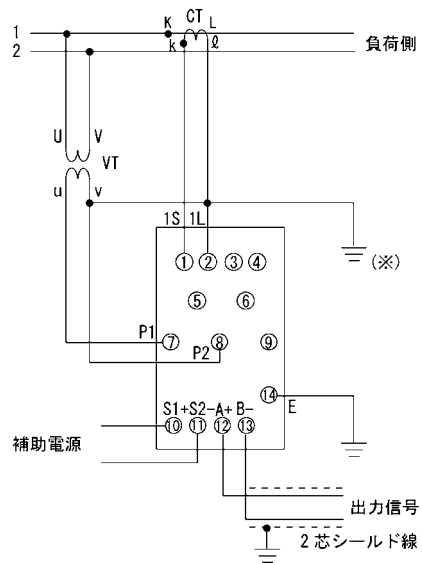 CT
K L
1
2
k ℓ
負荷側
U V
VT
u v
1S 1L
① ② ③ ④
(※)
⑤ ⑥
P1 ⑦ P2 ⑧ ⑨
⑭
E
S1+S2-A+ B-
⑩ ⑪ ⑫ ⑬
補助電源
出力信号
2芯シールド線